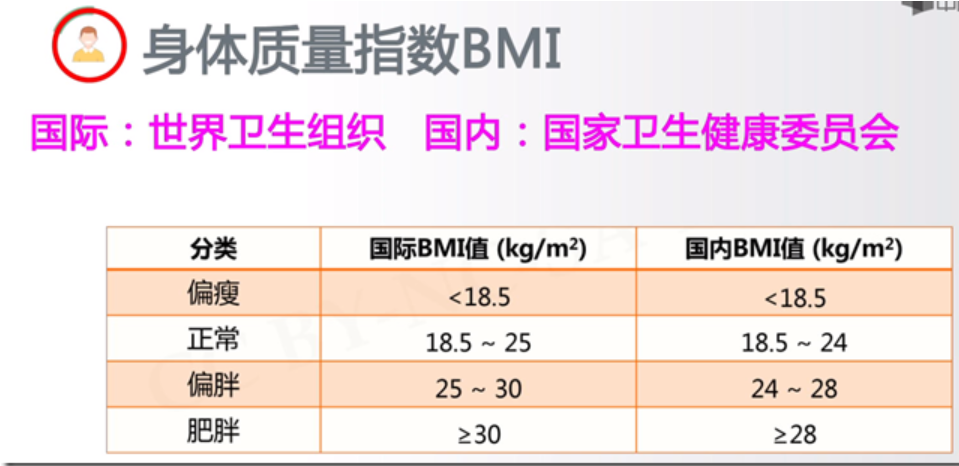 身体质量指数BMI
国际：世界卫生组织 国内：国家卫生健康委员会
分类 国际BMI值 (kg/m²) 国内BMI值 (kg/m²)
偏瘦 <18.5 <18.5
正常 18.5 ~ 25 18.5 ~ 24
偏胖 25 ~ 30 24 ~ 28
肥胖 ≥30 ≥28